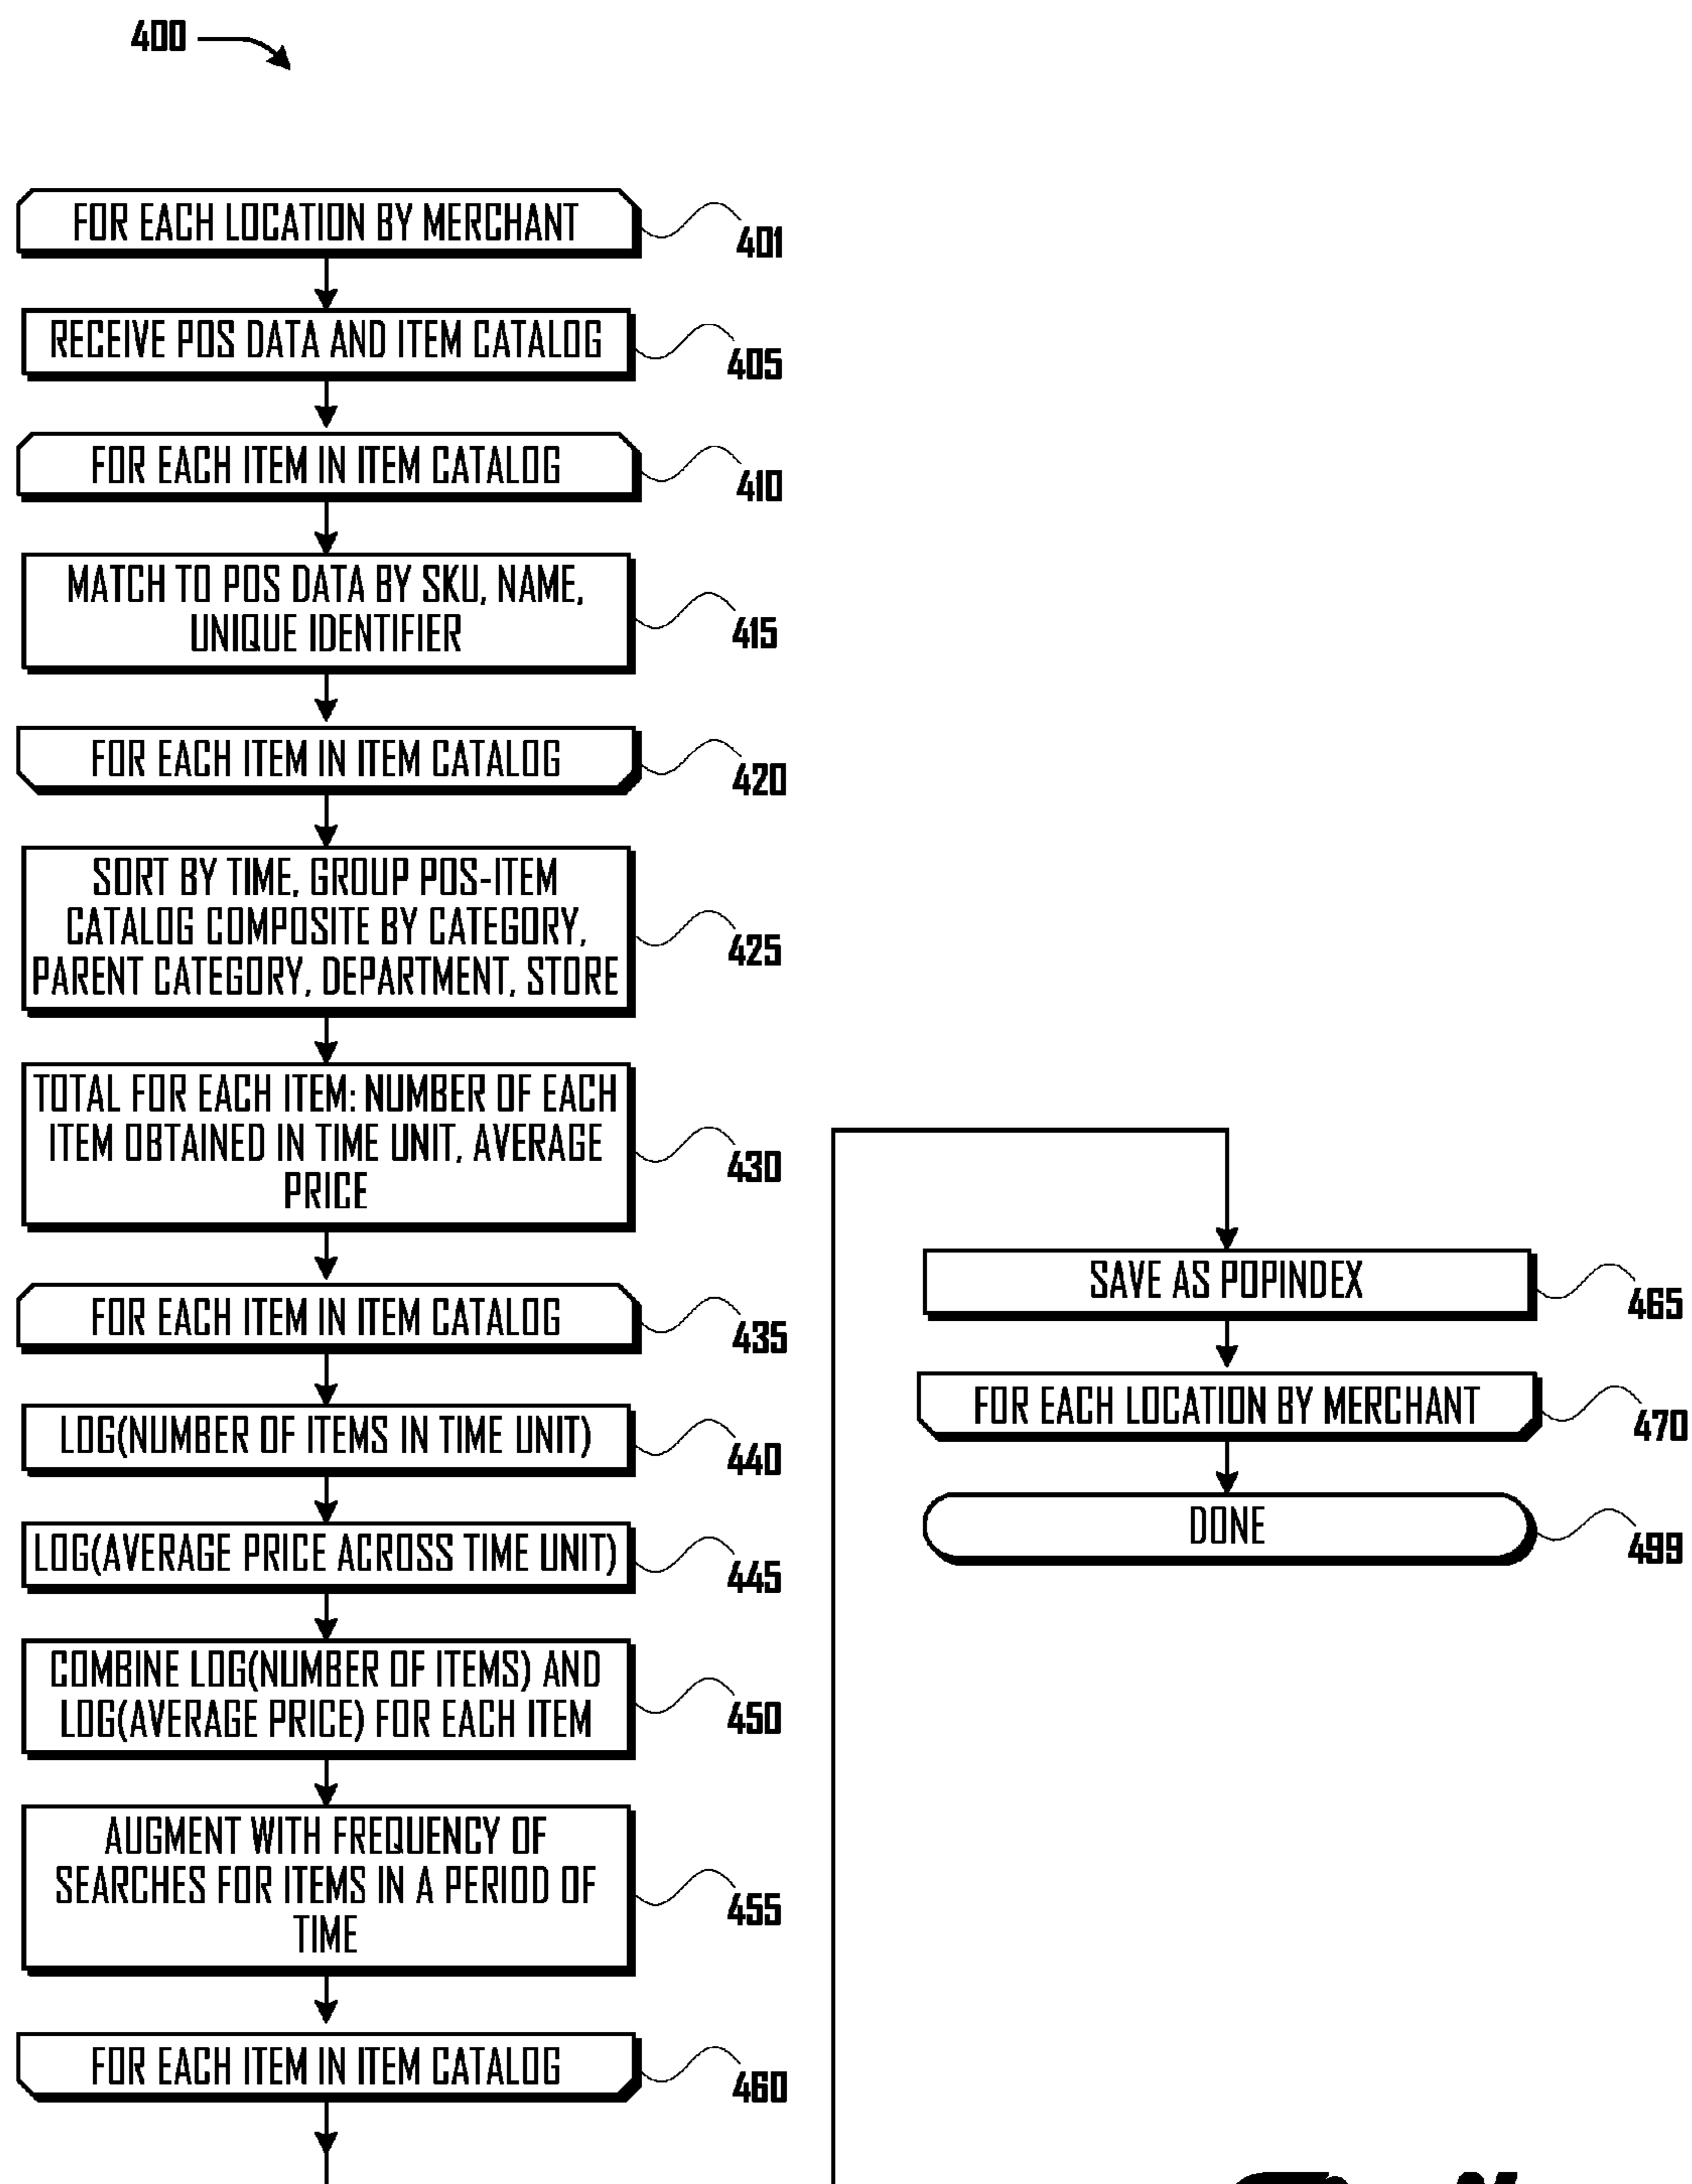 400
FOR EACH LOCATION BY MERCHANT
401
RECEIVE POS DATA AND ITEM CATALOG
405
FOR EACH ITEM IN ITEM CATALOG
410
MATCH TO POS DATA BY SKU, NAME,
UNIQUE IDENTIFIER
415
FOR EACH ITEM IN ITEM CATALOG
420
SORT BY TIME, GROUP POS-ITEM
CATALOG COMPOSITE BY CATEGORY,
PARENT CATEGORY, DEPARTMENT, STORE
425
TOTAL FOR EACH ITEM: NUMBER OF EACH
ITEM OBTAINED IN TIME UNIT, AVERAGE
PRICE
430
FOR EACH ITEM IN ITEM CATALOG
435
LOG(NUMBER OF ITEMS IN TIME UNIT)
440
LOG(AVERAGE PRICE ACROSS TIME UNIT)
445
COMBINE LOG(NUMBER OF ITEMS) AND
LOG(AVERAGE PRICE) FOR EACH ITEM
450
AUGMENT WITH FREQUENCY OF
SEARCHES FOR ITEMS IN A PERIOD OF
TIME
455
FOR EACH ITEM IN ITEM CATALOG
460
SAVE AS POPINDEX
465
FOR EACH LOCATION BY MERCHANT
470
DONE
499